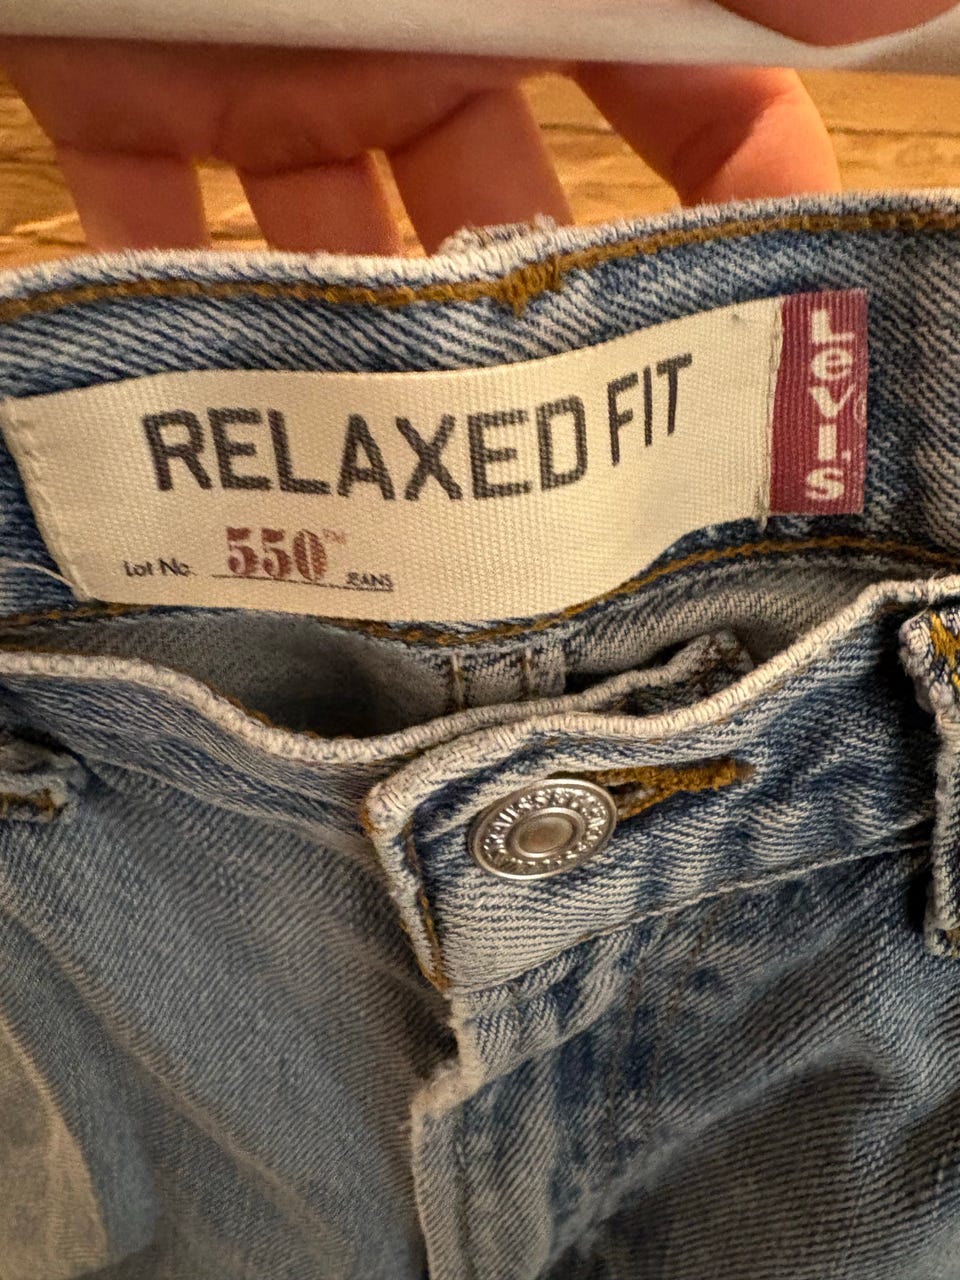 RELAXED FIT
Lot No. 550™ JEANS
Levi's®